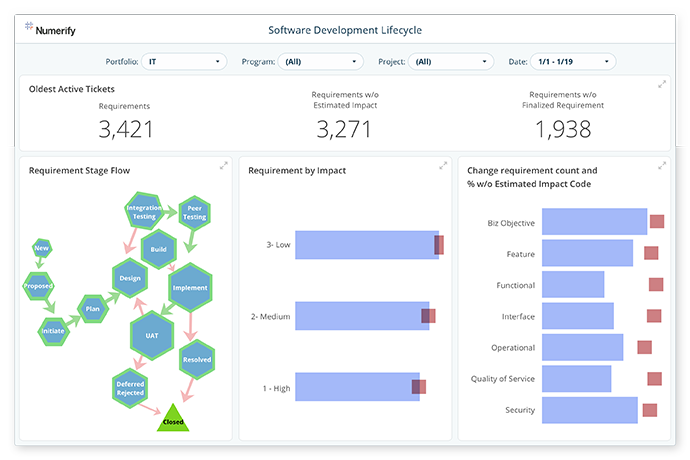 Numerify
Software Development Lifecycle
Portfolio: IT
Program: (All)
Project: (All)
Date: 1/1 - 1/19
Oldest Active Tickets
Requirements
3,421
Requirements w/o
Estimated Impact
3,271
Requirements w/o
Finalized Requirement
1,938
Requirement Stage Flow
Integration
Testing
Peer
Testing
New
Build
Proposed
Design
Implement
Plan
Initiate
UAT
Resolved
Deferred
Rejected
Closed
Requirement by Impact
3- Low
2- Medium
1 - High
Change requirement count and
% w/o Estimated Impact Code
Biz Objective
Feature
Functional
Interface
Operational
Quality of Service
Security